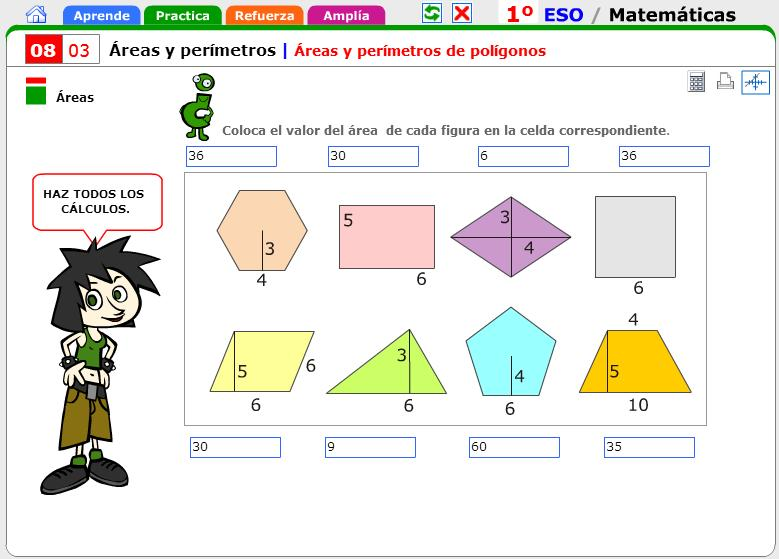 Aprende Practica Refuerza Amplía 1º ESO / Matemáticas
08 03 Áreas y perímetros | Áreas y perímetros de polígonos
Áreas
Coloca el valor del área de cada figura en la celda correspondiente.
36 30 6 36
HAZ TODOS LOS
CÁLCULOS.
3 4
5 6
3 4
6
5 6 6
3 6
4 6
4 5 10
30 9 60 35